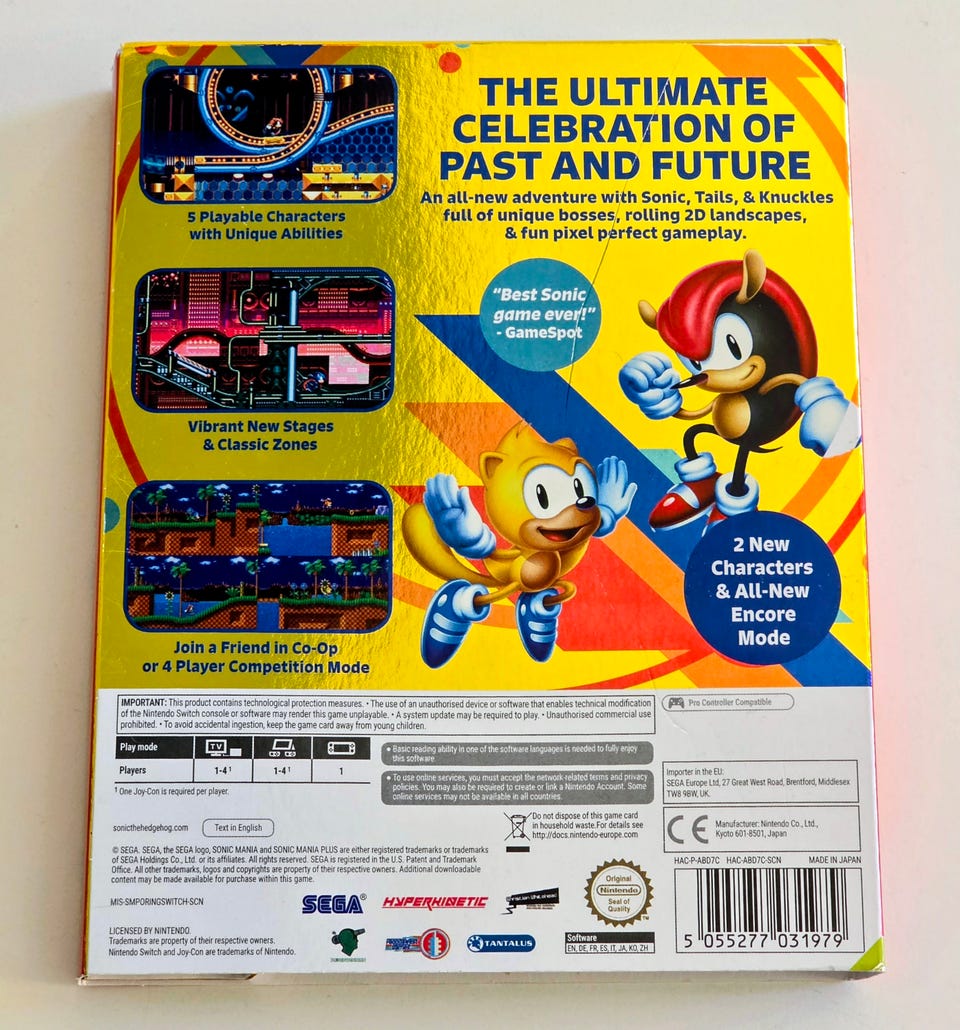 THE ULTIMATE
CELEBRATION OF
PAST AND FUTURE
An all-new adventure with Sonic, Tails, & Knuckles
full of unique bosses, rolling 2D landscapes,
& fun pixel perfect gameplay.
5 Playable Characters
with Unique Abilities
"Best Sonic
game ever!"
- GameSpot
Vibrant New Stages
& Classic Zones
2 New
Characters
& All-New
Encore
Mode
Join a Friend in Co-Op
or 4 Player Competition Mode
IMPORTANT: This product contains technological protection measures. • The use of an unauthorised device or software that enables technical modification
of the Nintendo Switch console or software may render this game unplayable. • A system update may be required to play. • Unauthorised commercial use
prohibited. • To avoid accidental ingestion, keep the game card away from young children.
Pro Controller Compatible
Play mode
TV
Players
1-4¹
1-4¹
1
¹ One Joy-Con is required per player.
• Basic reading ability in one of the software languages is needed to fully enjoy
this software.
• To use online services, you must accept the network-related terms and privacy
policies. You may also be required to create or link a Nintendo Account. Some
online services may not be available in all countries.
Importer in the EU:
SEGA Europe Ltd, 27 Great West Road, Brentford, Middlesex
TW8 9BW, UK.
sonicthehedgehog.com
Text in English
Do not dispose of this game card
in household waste.For details see
http://docs.nintendo-europe.com
CE
Manufacturer: Nintendo Co., Ltd.,
Kyoto 601-8501, Japan
© SEGA. SEGA, the SEGA logo, SONIC MANIA and SONIC MANIA PLUS are either registered trademarks or trademarks
of SEGA Holdings Co., Ltd. or its affiliates. All rights reserved. SEGA is registered in the U.S. Patent and Trademark
Office. All other trademarks, logos and copyrights are property of their respective owners. Additional downloadable
content may be made available for purchase within this game.
HAC-P-ABD7C HAC-ABD7C-SCN MADE IN JAPAN
MIS-SMPORINGSWITCH-SCN
SEGA®
HYPERKINETIC
Original
Nintendo
Seal of
Quality
TM
LICENSED BY NINTENDO.
Trademarks are property of their respective owners.
Nintendo Switch and Joy-Con are trademarks of Nintendo.
TANTALUS
Software
EN, DE, FR, ES, IT, JA, KO, ZH
5 055277 031979